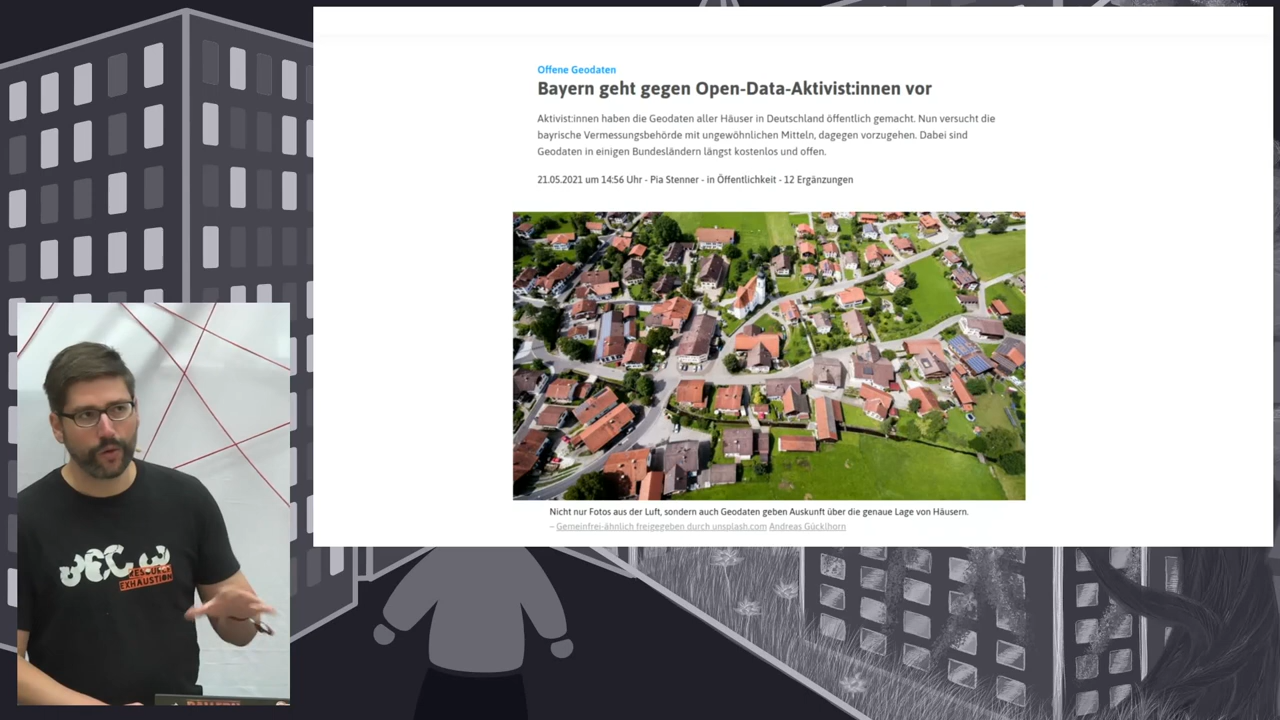 Offene Geodaten
Bayern geht gegen Open-Data-Aktivist:innen vor
Aktivist:innen haben die Geodaten aller Häuser in Deutschland öffentlich gemacht. Nun versucht die
bayrische Vermessungsbehörde mit ungewöhnlichen Mitteln, dagegen vorzugehen. Dabei sind
Geodaten in einigen Bundesländern längst kostenlos und offen.
21.05.2021 um 14:56 Uhr - Pia Stenner - in Öffentlichkeit - 12 Ergänzungen
Nicht nur Fotos aus der Luft, sondern auch Geodaten geben Auskunft über die genaue Lage von Häusern.
– Gemeinfrei-ähnlich freigegeben durch unsplash.com Andreas Gücklhorn
RESOURCE
EXHAUSTION